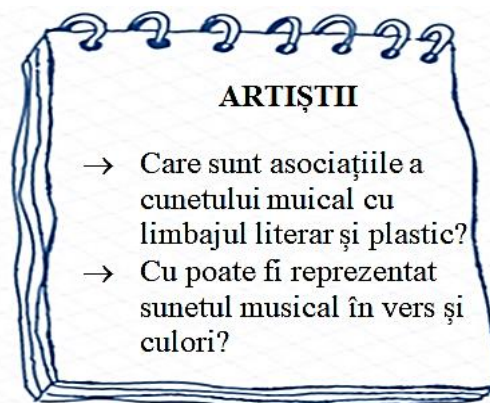 ARTIȘTII
→ Care sunt asociațiile a
cunetului muical cu
limbajul literar și plastic?
→ Cu poate fi reprezentat
sunetul musical în vers și
culori?